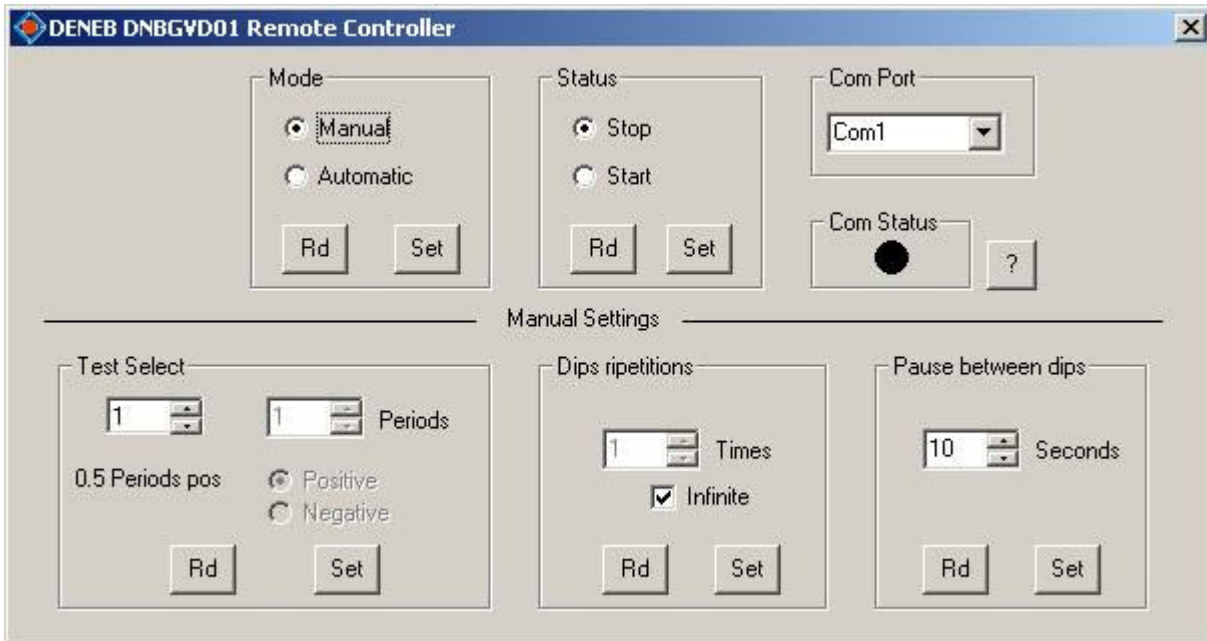 DENEB DNBGVD01 Remote Controller
Mode
Manual
Automatic
Rd Set
Status
Stop
Start
Rd Set
Com Port
Com1
Com Status
?
Manual Settings
Test Select
1 1 Periods
0.5 Periods pos
Positive
Negative
Rd Set
Dips ripetitions
1 Times
Infinite
Rd Set
Pause between dips
10 Seconds
Rd Set